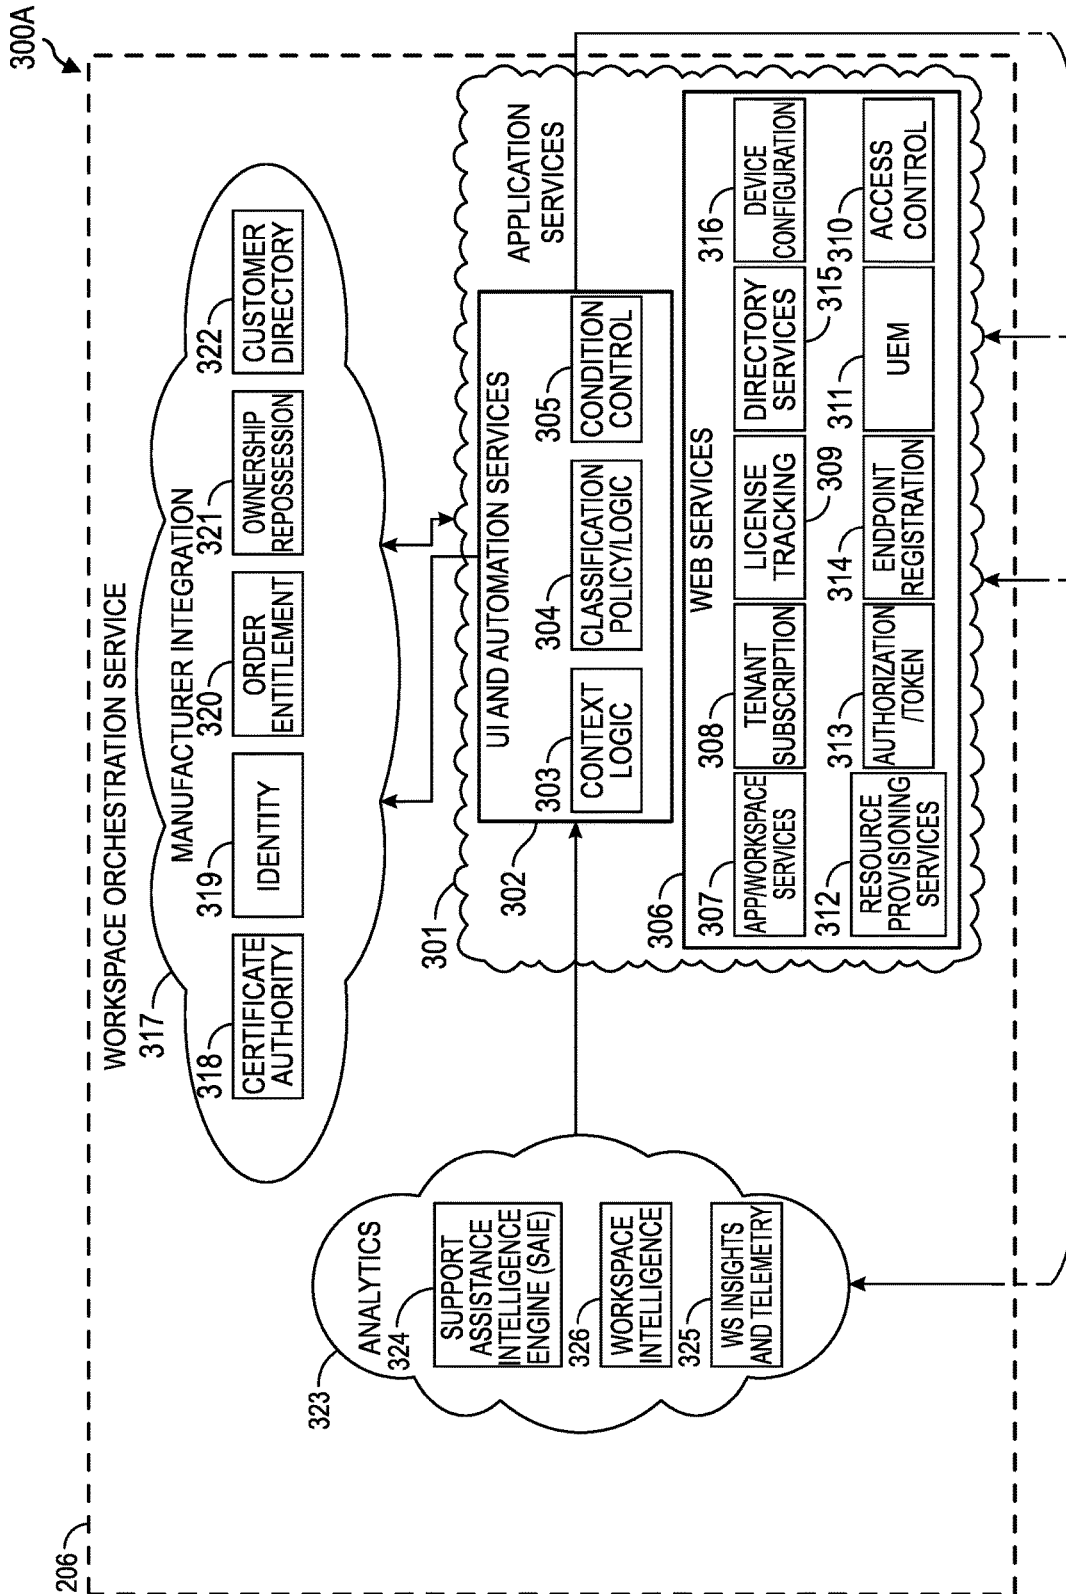 300A
206
WORKSPACE ORCHESTRATION SERVICE
317
MANUFACTURER INTEGRATION
318
CERTIFICATE
AUTHORITY
319
IDENTITY
320
ORDER
ENTITLEMENT
321
OWNERSHIP
REPOSSESSION
322
CUSTOMER
DIRECTORY
323
ANALYTICS
324
SUPPORT
ASSISTANCE
INTELLIGENCE
ENGINE (SAIE)
326
WORKSPACE
INTELLIGENCE
325
WS INSIGHTS
AND TELEMETRY
301
APPLICATION
SERVICES
302
UI AND AUTOMATION SERVICES
303
CONTEXT
LOGIC
304
CLASSIFICATION
POLICY/LOGIC
305
CONDITION
CONTROL
306
WEB SERVICES
307
APP/WORKSPACE
SERVICES
308
TENANT
SUBSCRIPTION
LICENSE
TRACKING
309
DIRECTORY
SERVICES
315
316
DEVICE
CONFIGURATION
312
RESOURCE
PROVISIONING
SERVICES
313
AUTHORIZATION
/TOKEN
314
ENDPOINT
REGISTRATION
311
UEM
310
ACCESS
CONTROL